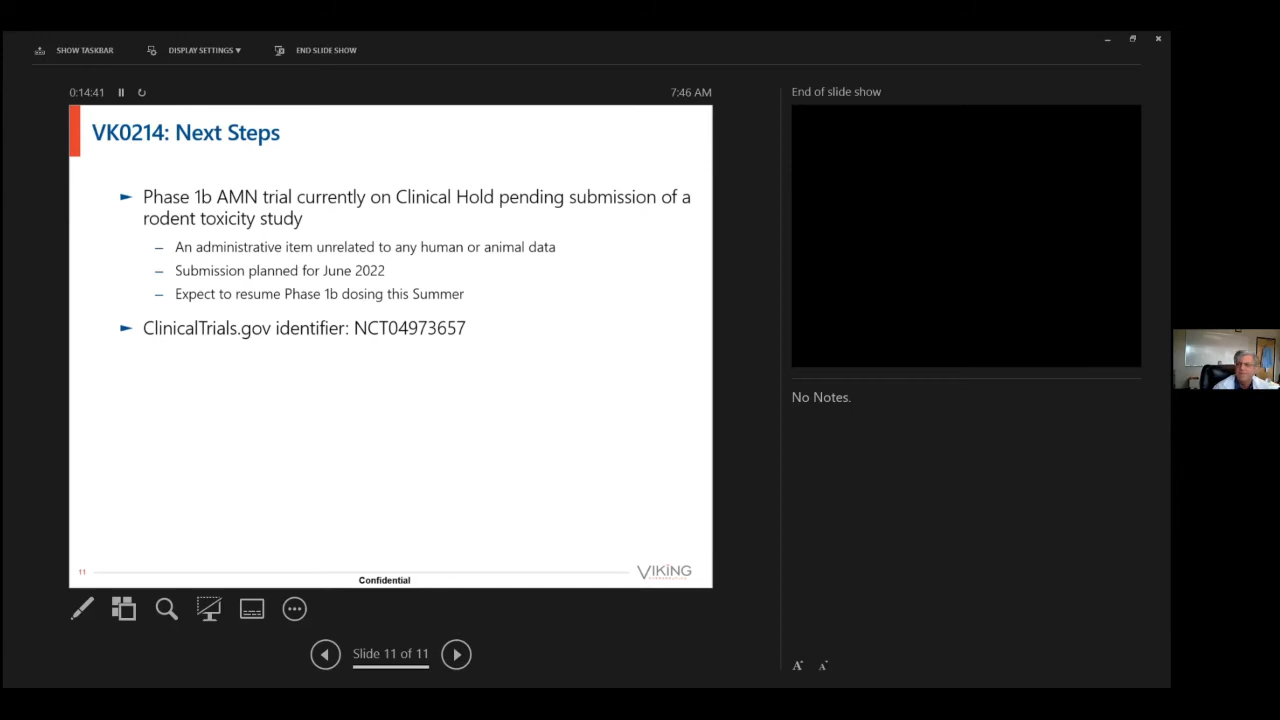 SHOW TASKBAR
DISPLAY SETTINGS ▾
END SLIDE SHOW
0:14:41
7:46 AM
End of slide show
VK0214: Next Steps
► Phase 1b AMN trial currently on Clinical Hold pending submission of a
rodent toxicity study
– An administrative item unrelated to any human or animal data
– Submission planned for June 2022
– Expect to resume Phase 1b dosing this Summer
► ClinicalTrials.gov identifier: NCT04973657
No Notes.
11
VIKING
Confidential
Slide 11 of 11
A A